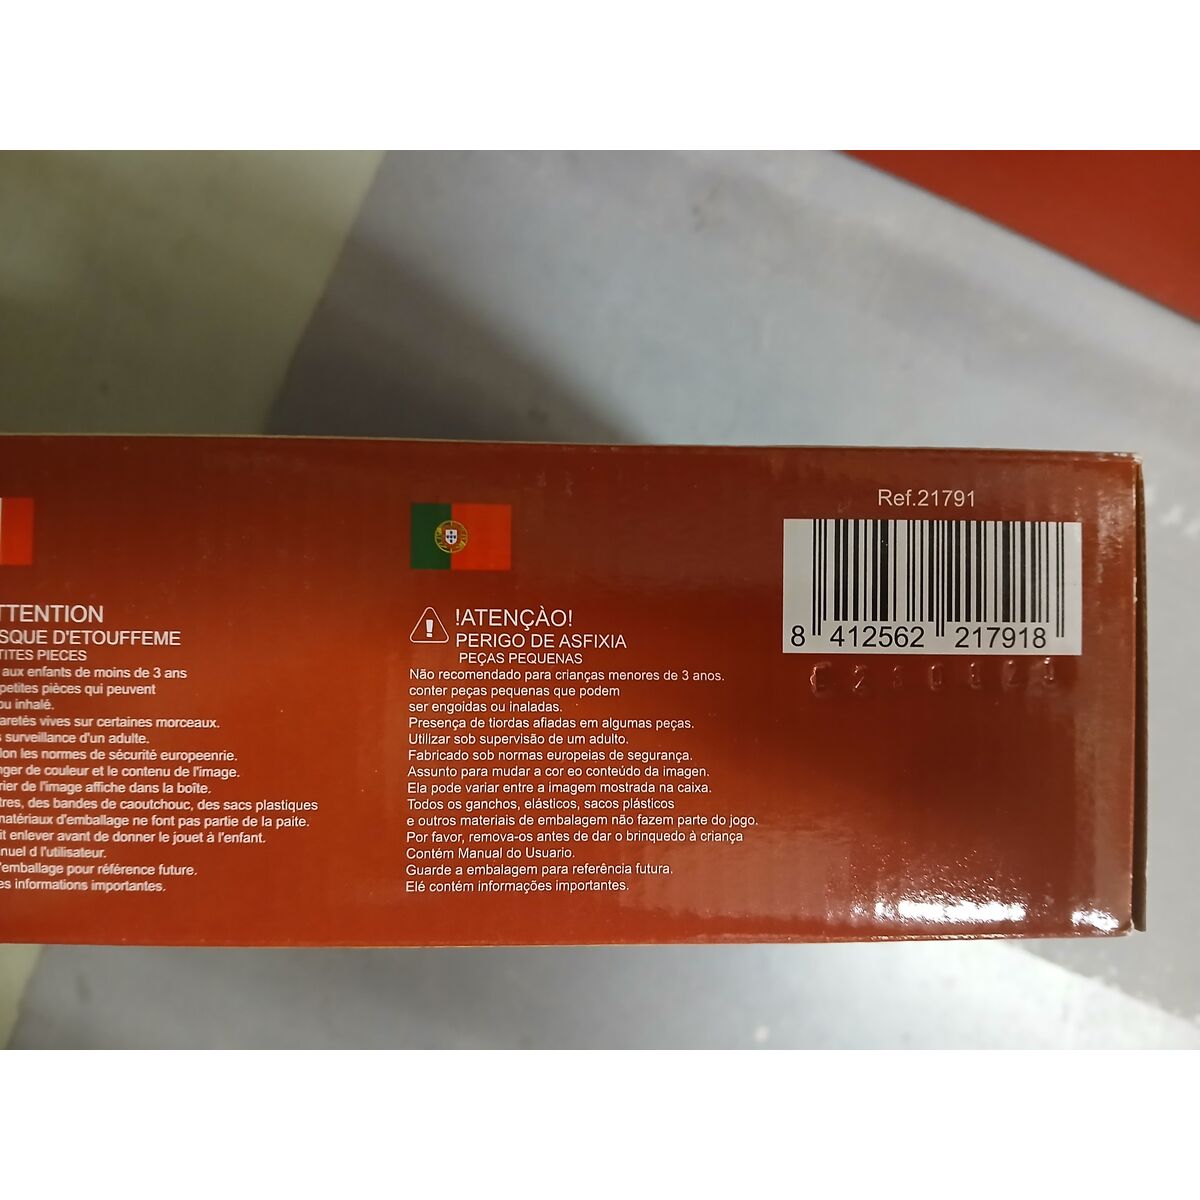 TTENTION
SQUE D'ETOUFFEME
TITES PIECES
aux enfants de moins de 3 ans
petites pièces qui peuvent
ou inhalé.
aretés vives sur certaines morceaux.
surveillance d'un adulte.
lon les normes de sécurité europeenrie.
nger de couleur et le contenu de l'image.
rier de l'image affiche dans la boîte.
tres, des bandes de caoutchouc, des sacs plastiques
matériaux d'emballage ne font pas partie de la paite.
it enlever avant de donner le jouet à l'enfant.
nuel d l'utilisateur.
'emballage pour référence future.
es informations importantes.
!ATENÇÀO!
PERIGO DE ASFIXIA
PEÇAS PEQUENAS
Não recomendado para crianças menores de 3 anos.
conter peças pequenas que podem
ser engoidas ou inaladas.
Presença de tiordas afiadas em algumas peças.
Utilizar sob supervisão de um adulto.
Fabricado sob normas europeias de segurança.
Assunto para mudar a cor eo conteúdo da imagen.
Ela pode variar entre a imagem mostrada na caixa.
Todos os ganchos, elásticos, sacos plásticos
e outros materiais de embalagem não fazem parte do jogo.
Por favor, remova-os antes de dar o brinquedo à criança
Contém Manual do Usuario.
Guarde a embalagem para referência futura.
Elé contém informações importantes.
Ref.21791
8 412562 217918